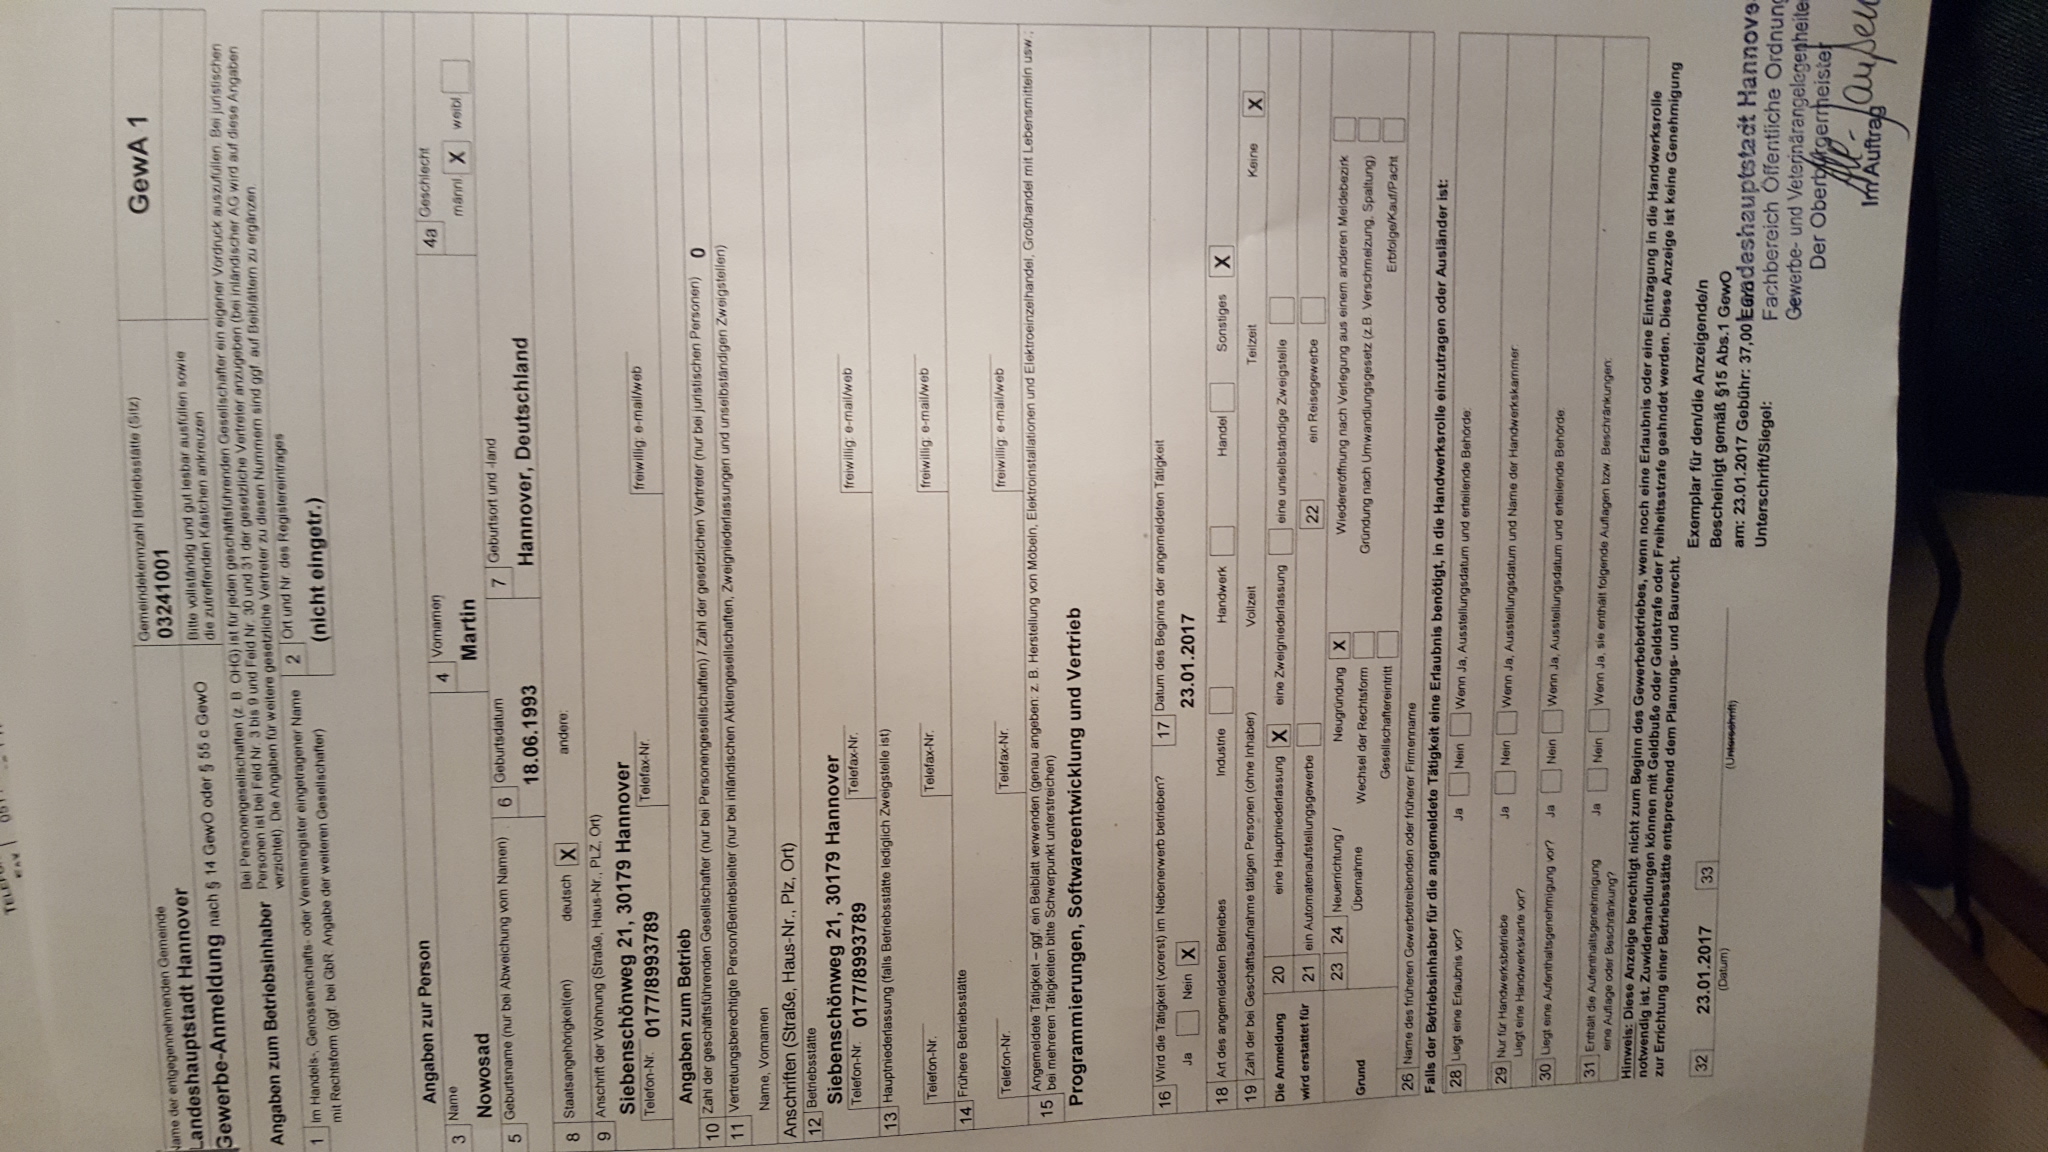 Name der entgegennehmenden Gemeinde
Landeshauptstadt Hannover
Gewerbe-Anmeldung nach § 14 GewO oder § 55 c GewO
Gemeindekennzahl Betriebsstätte (Sitz)
03241001
Bitte vollständig und gut lesbar ausfüllen sowie
die zutreffenden Kästchen ankreuzen
GewA 1
Angaben zum Betriebsinhaber
Bei Personengesellschaften (z. B. OHG) ist für jeden geschäftsführenden Gesellschafter ein eigener Vordruck auszufüllen. Bei juristischen
Personen ist bei Feld Nr. 3 bis 9 und Feld Nr. 30 und 31 der gesetzliche Vertreter anzugeben (bei inländischer AG wird auf diese Angaben
verzichtet). Die Angaben für weitere gesetzliche Vertreter zu diesen Nummern sind ggf. auf Beiblättern zu ergänzen.
1 Im Handels-, Genossenschafts- oder Vereinsregister eingetragener Name
mit Rechtsform (ggf. bei GbR: Angabe der weiteren Gesellschafter)
2 Ort und Nr. des Registereintrages
(nicht eingetr.)
Angaben zur Person
3 Name
Nowosad
4 Vornamen
Martin
4a Geschlecht
männl. X weibl.
5 Geburtsname (nur bei Abweichung vom Namen)
6 Geburtsdatum
18.06.1993
7 Geburtsort und -land
Hannover, Deutschland
8 Staatsangehörigkeit(en) deutsch X andere:
9 Anschrift der Wohnung (Straße, Haus-Nr., PLZ, Ort)
Siebenschönweg 21, 30179 Hannover
Telefon-Nr. 0177/8993789 Telefax-Nr. freiwillig: e-mail/web
Angaben zum Betrieb
10 Zahl der geschäftsführenden Gesellschafter (nur bei Personengesellschaften) / Zahl der gesetzlichen Vertreter (nur bei juristischen Personen) 0
11 Vertretungsberechtigte Person/Betriebsleiter (nur bei inländischen Aktiengesellschaften, Zweigniederlassungen und unselbständigen Zweigstellen)
Name, Vornamen
Anschriften (Straße, Haus-Nr., Plz, Ort)
12 Betriebsstätte
Siebenschönweg 21, 30179 Hannover
Telefon-Nr. 0177/8993789 Telefax-Nr. freiwillig: e-mail/web
13 Hauptniederlassung (falls Betriebsstätte lediglich Zweigstelle ist)
Telefon-Nr. Telefax-Nr. freiwillig: e-mail/web
14 Frühere Betriebsstätte
Telefon-Nr. Telefax-Nr. freiwillig: e-mail/web
15 Angemeldete Tätigkeit – ggf. ein Beiblatt verwenden (genau angeben: z. B. Herstellung von Möbeln, Elektroinstallationen und Elektroeinzelhandel, Großhandel mit Lebensmitteln usw.;
bei mehreren Tätigkeiten bitte Schwerpunkt unterstreichen)
Programmierungen, Softwareentwicklung und Vertrieb
16 Wird die Tätigkeit (vorerst) im Nebenerwerb betrieben?
Ja Nein X
17 Datum des Beginns der angemeldeten Tätigkeit
23.01.2017
18 Art des angemeldeten Betriebes Industrie Handwerk Handel Sonstiges X
19 Zahl der bei Geschäftsaufnahme tätigen Personen (ohne Inhaber) Vollzeit Teilzeit Keine X
Die Anmeldung 20 eine Hauptniederlassung X eine Zweigniederlassung eine unselbständige Zweigstelle
wird erstattet für 21 ein Automatenaufstellungsgewerbe 22 ein Reisegewerbe
Grund
23 24 Neuerrichtung / Neugründung X Wiedereröffnung nach Verlegung aus einem anderen Meldebezirk
Übernahme Wechsel der Rechtsform Gründung nach Umwandlungsgesetz (z.B. Verschmelzung, Spaltung)
Gesellschaftereintritt Erbfolge/Kauf/Pacht
26 Name des früheren Gewerbetreibenden oder früherer Firmenname
Falls der Betriebsinhaber für die angemeldete Tätigkeit eine Erlaubnis benötigt, in die Handwerksrolle einzutragen oder Ausländer ist:
28 Liegt eine Erlaubnis vor? Ja Nein Wenn Ja, Ausstellungsdatum und erteilende Behörde:
29 Nur für Handwerksbetriebe Ja Nein Wenn Ja, Ausstellungsdatum und Name der Handwerkskammer:
Liegt eine Handwerkskarte vor?
30 Liegt eine Aufenthaltsgenehmigung vor? Ja Nein Wenn Ja, Ausstellungsdatum und erteilende Behörde:
31 Enthält die Aufenthaltsgenehmigung Ja Nein Wenn Ja, sie enthält folgende Auflagen bzw. Beschränkungen:
eine Auflage oder Beschränkung?
Hinweis: Diese Anzeige berechtigt nicht zum Beginn des Gewerbebetriebes, wenn noch eine Erlaubnis oder eine Eintragung in die Handwerksrolle
notwendig ist. Zuwiderhandlungen können mit Geldbuße oder Geldstrafe oder Freiheitsstrafe geahndet werden. Diese Anzeige ist keine Genehmigung
zur Errichtung einer Betriebsstätte entsprechend dem Planungs- und Baurecht.
32 23.01.2017 33
(Datum) (Unterschrift)
Exemplar für den/die Anzeigende/n
Bescheinigt gemäß §15 Abs.1 GewO
am: 23.01.2017 Gebühr: 37,00 Euro
Unterschrift/Siegel:
Landeshauptstadt Hannove
Fachbereich Öffentliche Ordnun
Gewerbe- und Veterinärangelegenheite
Der Oberbürgermeister
Im Auftrag